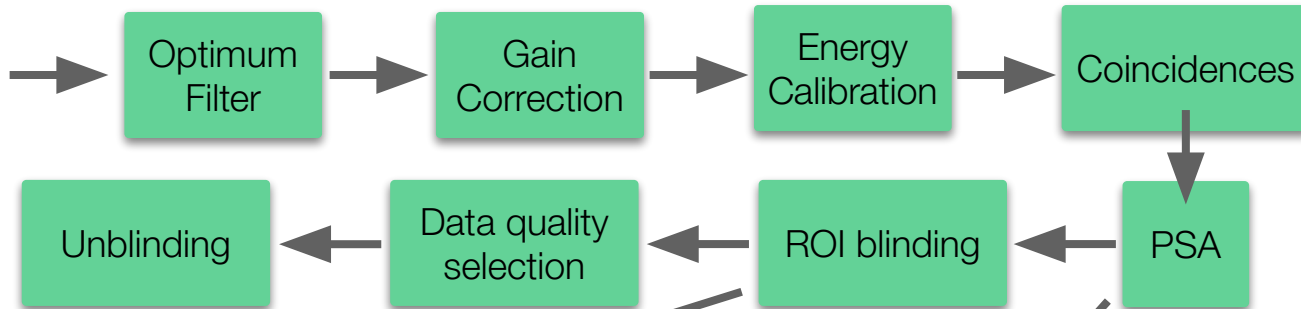 Optimum
Filter
Gain
Correction
Energy
Calibration
Coincidences
Unblinding
Data quality
selection
ROI blinding
PSA